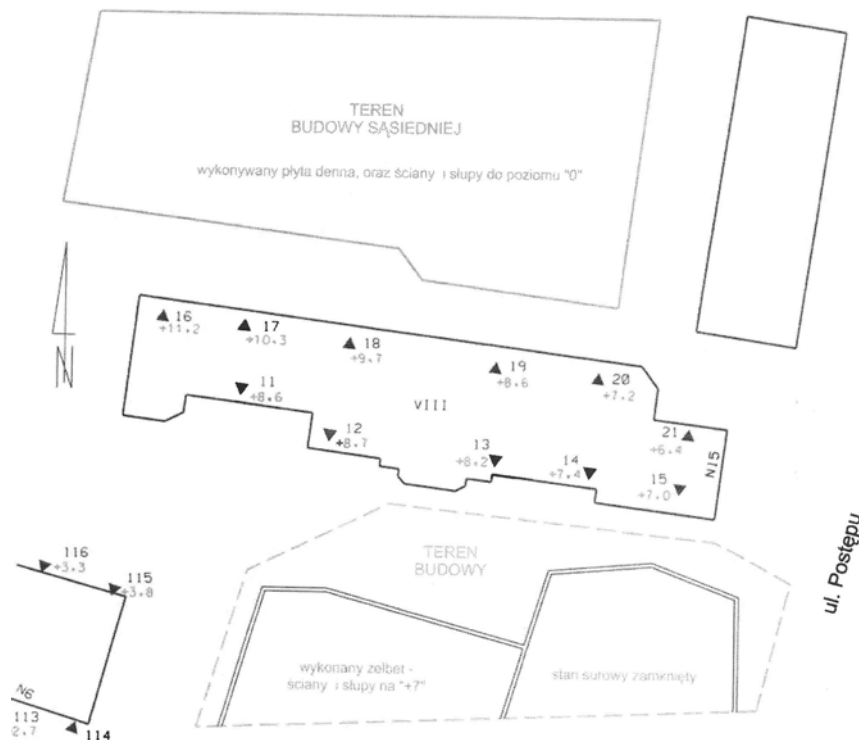 TEREN
BUDOWY SĄSIEDNIEJ
wykonywany płyta denna, oraz ściany i słupy do poziomu "0"
16
+11.2
17
+10.3
18
+9.7
19
+8.6
20
+7.2
11
+8.6
VIII
12
+8.7
13
+8.2
14
+7.4
21
+6.4
15
+7.0
N15
N
116
+3.3
115
+3.8
TEREN
BUDOWY
ul. Postępu
wykonany żelbet -
ściany i słupy na "+7"
stan surowy zamknięty
N6
113
2.7
114